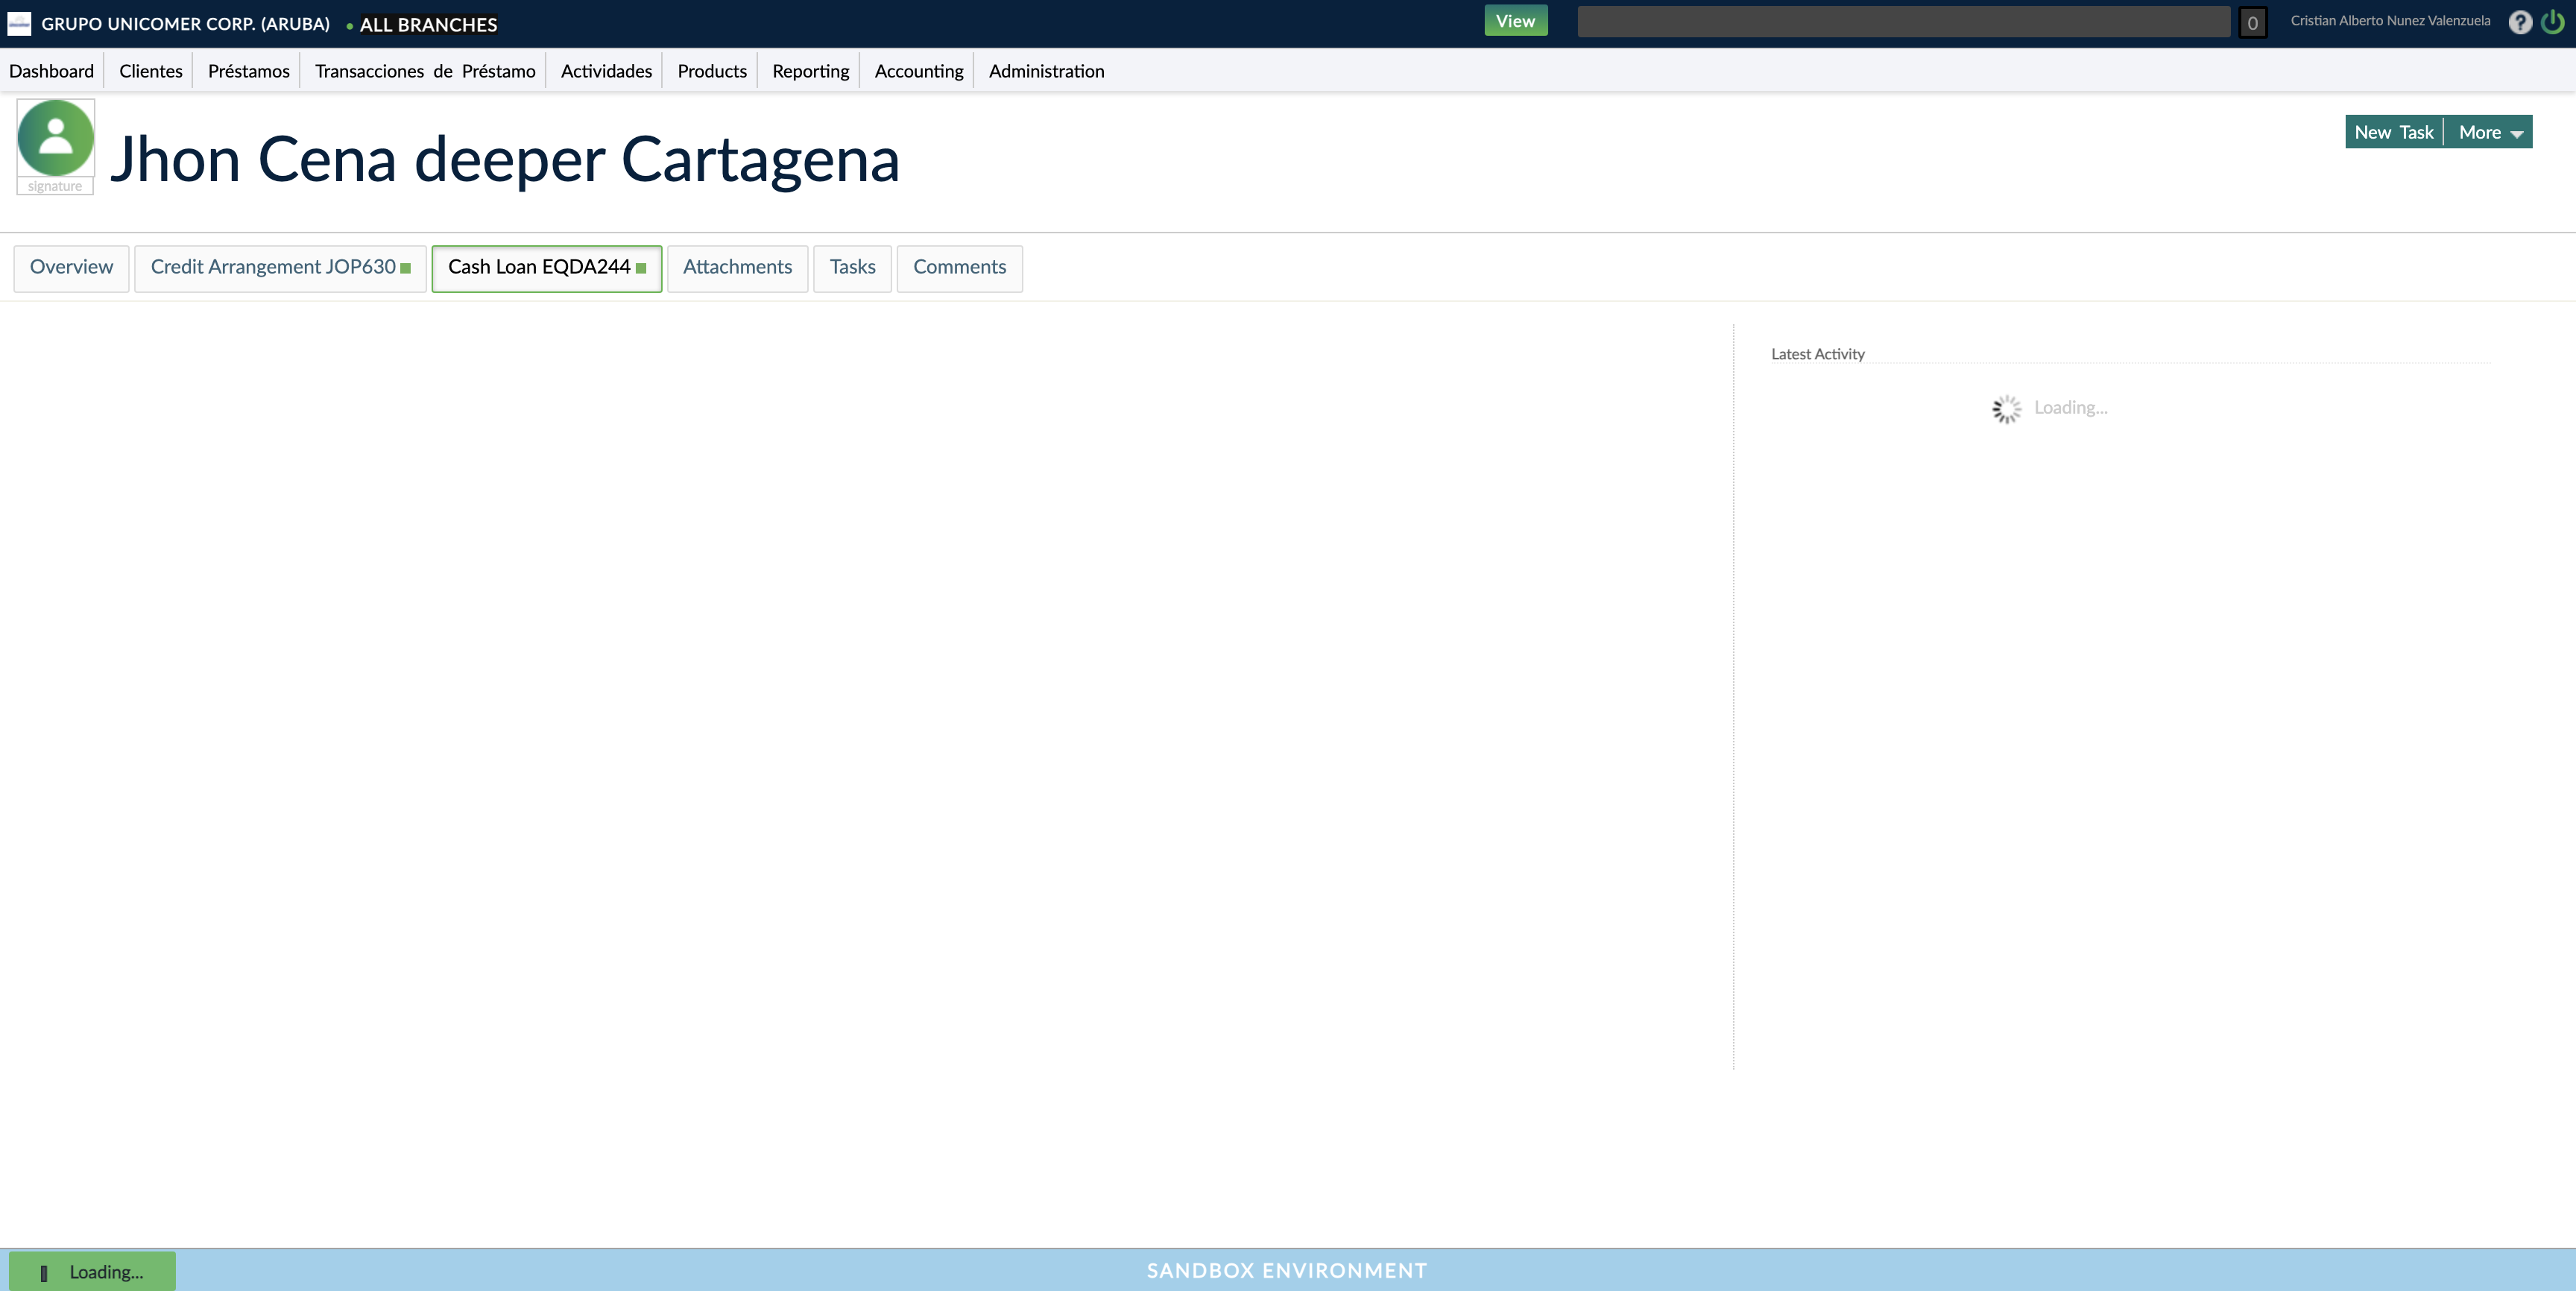 GRUPO UNICOMER CORP. (ARUBA) • ALL BRANCHES View 0 Cristian Alberto Nunez Valenzuela ?
Dashboard Clientes Préstamos Transacciones de Préstamo Actividades Products Reporting Accounting Administration
New Task More
Jhon Cena deeper Cartagena
signature
Overview Credit Arrangement JOP630 Cash Loan EQDA244 Attachments Tasks Comments
Latest Activity
Loading...
Loading... SANDBOX ENVIRONMENT